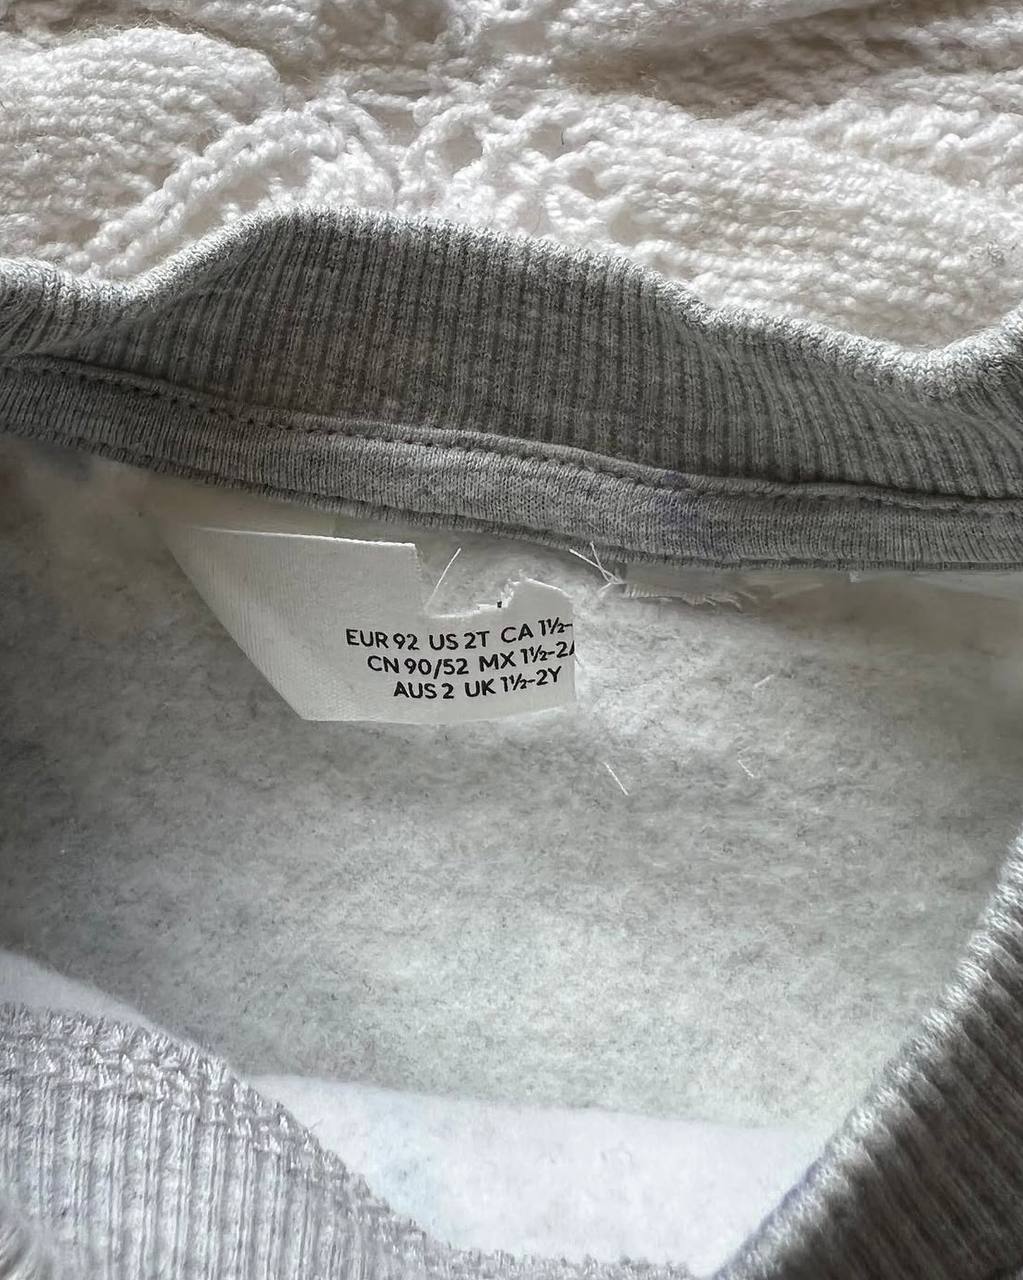 EUR 92 US 2T CA 1½-
CN 90/52 MX 1½-2
AUS 2 UK 1½-2Y